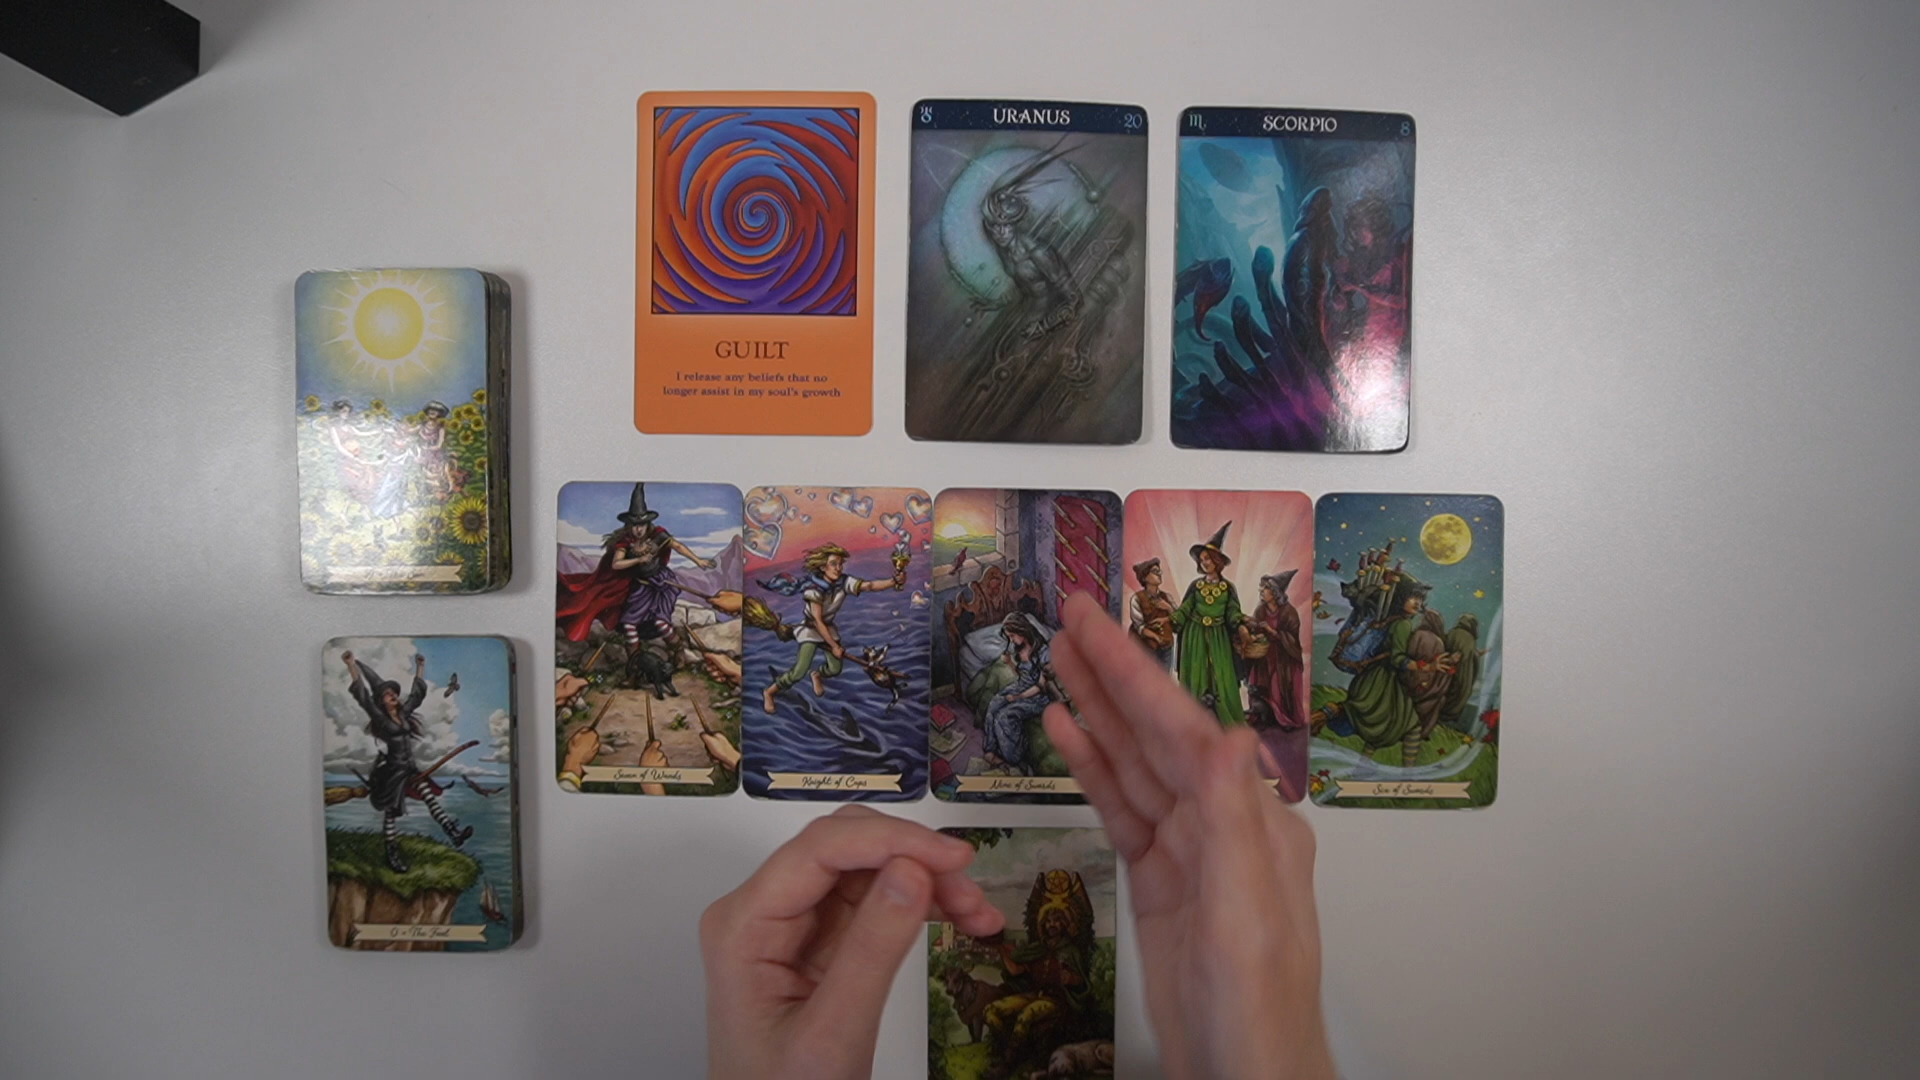 URANUS
20
SCORPIO
8
GUILT
I release any beliefs that no
longer assist in my soul's growth
Seven of Wands
Knight of Cups
Nine of Swords
Six of Swords
0 - The Fool